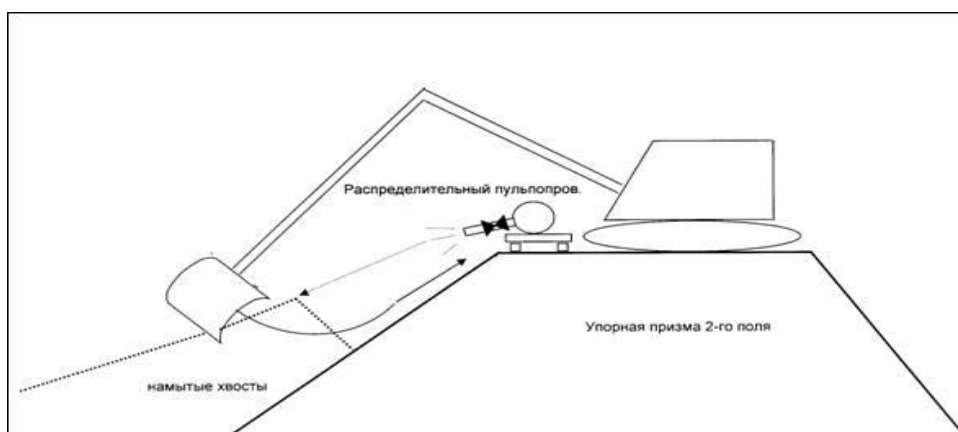 Распределительный пульпопров.
Упорная призма 2-го поля
намытые хвосты